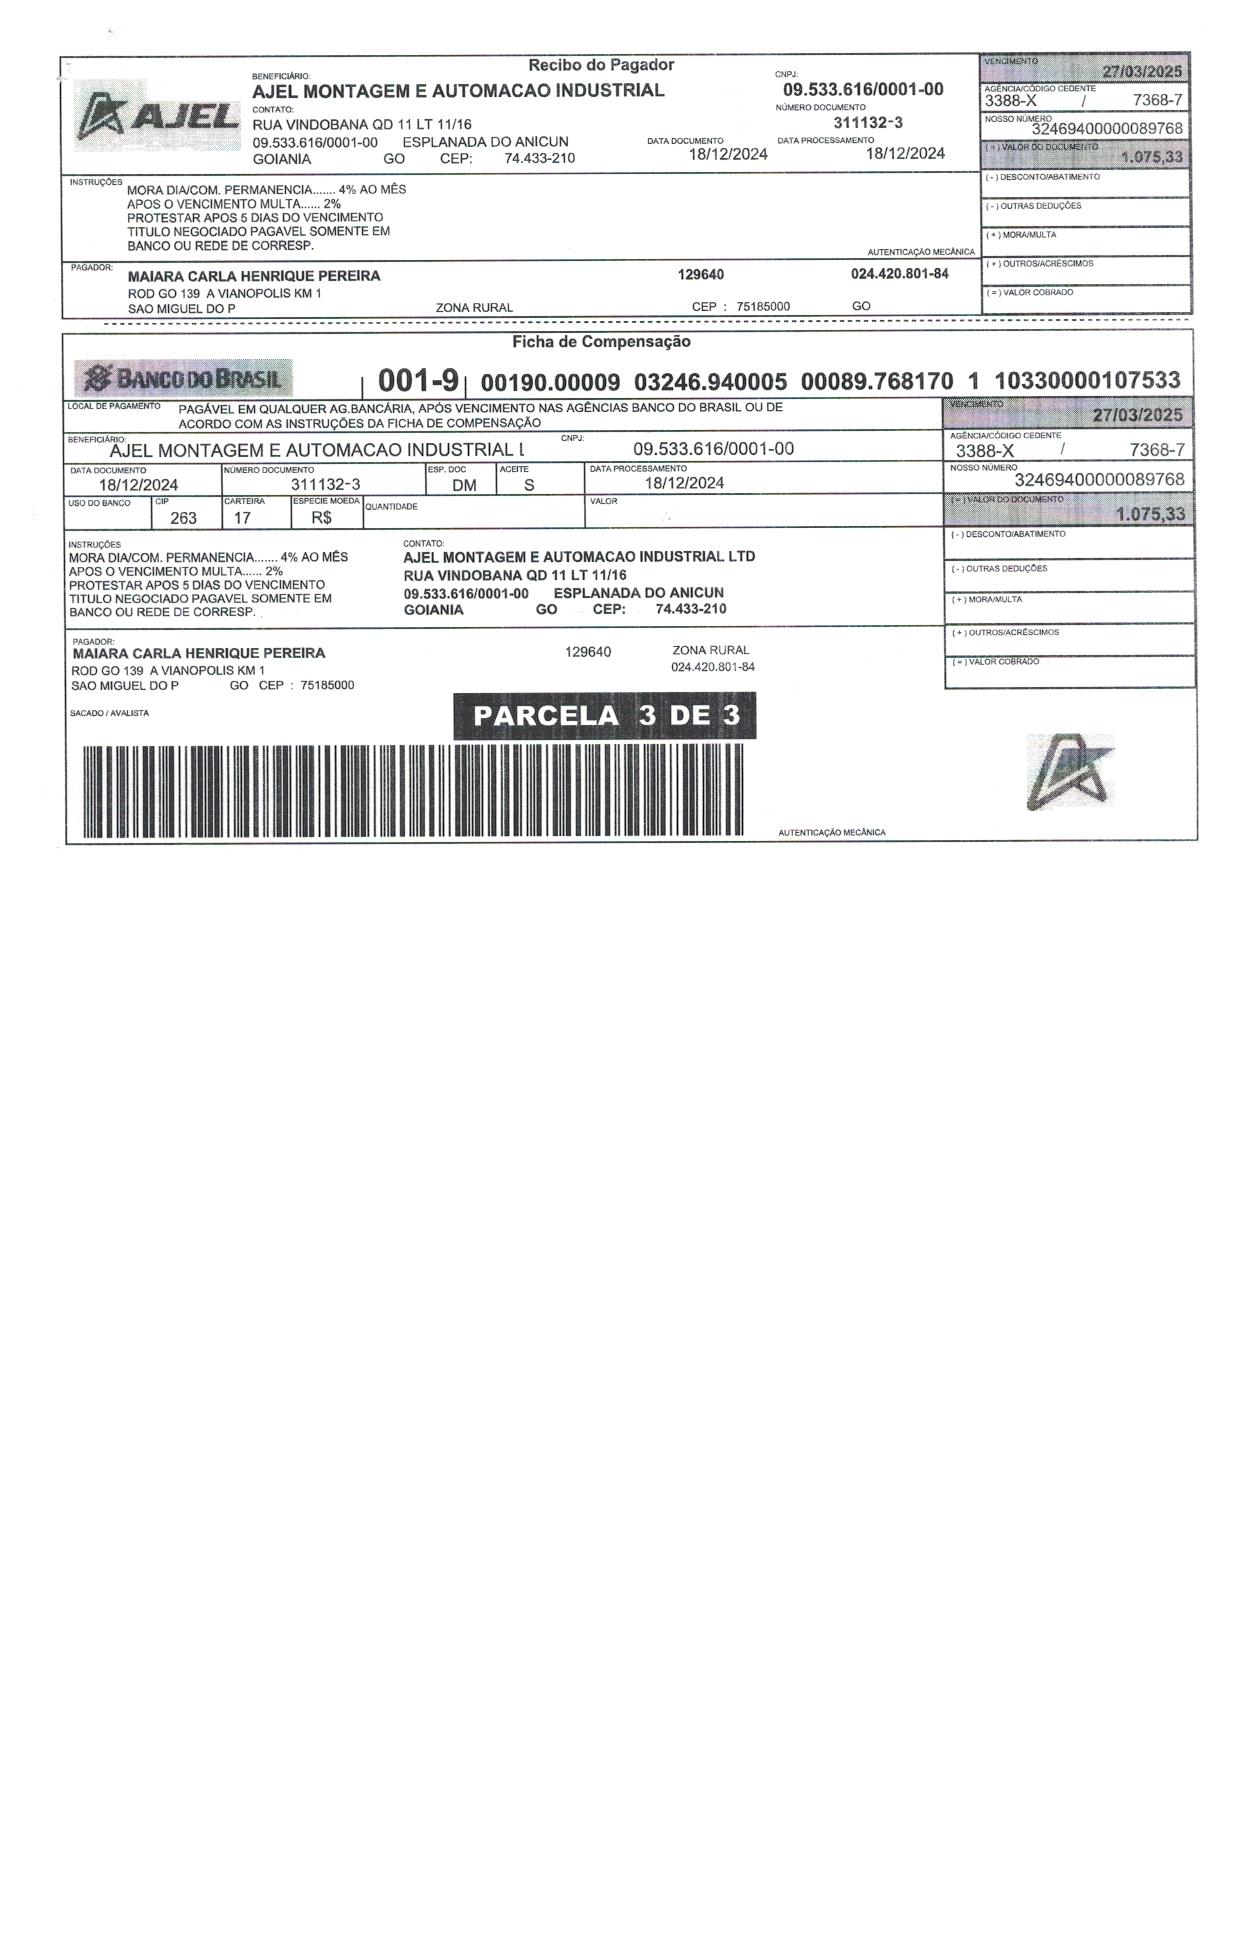 Recibo do Pagador
AJEL
BENEFICIÁRIO:
AJEL MONTAGEM E AUTOMACAO INDUSTRIAL
CNPJ:
09.533.616/0001-00
CONTATO:
RUA VINDOBANA QD 11 LT 11/16
NÚMERO DOCUMENTO
311132-3
09.533.616/0001-00 ESPLANADA DO ANICUN
GOIANIA GO CEP: 74.433-210
DATA DOCUMENTO
18/12/2024
DATA PROCESSAMENTO
18/12/2024
VENCIMENTO
27/03/2025
AGÊNCIA/CÓDIGO CEDENTE
3388-X / 7368-7
NOSSO NÚMERO
32469400000089768
( = ) VALOR DO DOCUMENTO
1.075,33
( - ) DESCONTO/ABATIMENTO
( - ) OUTRAS DEDUÇÕES
( + ) MORA/MULTA
( + ) OUTROS/ACRÉSCIMOS
( = ) VALOR COBRADO
INSTRUÇÕES
MORA DIA/COM. PERMANENCIA....... 4% AO MÊS
APOS O VENCIMENTO MULTA...... 2%
PROTESTAR APOS 5 DIAS DO VENCIMENTO
TITULO NEGOCIADO PAGAVEL SOMENTE EM
BANCO OU REDE DE CORRESP.
AUTENTICAÇÃO MECÂNICA
PAGADOR:
MAIARA CARLA HENRIQUE PEREIRA 129640 024.420.801-84
ROD GO 139 A VIANOPOLIS KM 1
SAO MIGUEL DO P ZONA RURAL CEP : 75185000 GO
Ficha de Compensação
BANCO DO BRASIL 001-9 00190.00009 03246.940005 00089.768170 1 10330000107533
LOCAL DE PAGAMENTO
PAGÁVEL EM QUALQUER AG.BANCÁRIA, APÓS VENCIMENTO NAS AGÊNCIAS BANCO DO BRASIL OU DE
ACORDO COM AS INSTRUÇÕES DA FICHA DE COMPENSAÇÃO
VENCIMENTO
27/03/2025
BENEFICIÁRIO:
AJEL MONTAGEM E AUTOMACAO INDUSTRIAL L
CNPJ:
09.533.616/0001-00
AGÊNCIA/CÓDIGO CEDENTE
3388-X / 7368-7
DATA DOCUMENTO
18/12/2024
NÚMERO DOCUMENTO
311132-3
ESP. DOC
DM
ACEITE
S
DATA PROCESSAMENTO
18/12/2024
NOSSO NÚMERO
32469400000089768
USO DO BANCO
CIP
263
CARTEIRA
17
ESPECIE MOEDA
R$
QUANTIDADE
VALOR
( = ) VALOR DO DOCUMENTO
1.075,33
INSTRUÇÕES
MORA DIA/COM. PERMANENCIA....... 4% AO MÊS
APOS O VENCIMENTO MULTA...... 2%
PROTESTAR APOS 5 DIAS DO VENCIMENTO
TITULO NEGOCIADO PAGAVEL SOMENTE EM
BANCO OU REDE DE CORRESP.
CONTATO:
AJEL MONTAGEM E AUTOMACAO INDUSTRIAL LTD
RUA VINDOBANA QD 11 LT 11/16
09.533.616/0001-00 ESPLANADA DO ANICUN
GOIANIA GO CEP: 74.433-210
( - ) DESCONTO/ABATIMENTO
( - ) OUTRAS DEDUÇÕES
( + ) MORA/MULTA
( + ) OUTROS/ACRÉSCIMOS
( = ) VALOR COBRADO
PAGADOR:
MAIARA CARLA HENRIQUE PEREIRA 129640 ZONA RURAL
ROD GO 139 A VIANOPOLIS KM 1 024.420.801-84
SAO MIGUEL DO P GO CEP : 75185000
SACADO / AVALISTA
PARCELA 3 DE 3
AUTENTICAÇÃO MECÂNICA